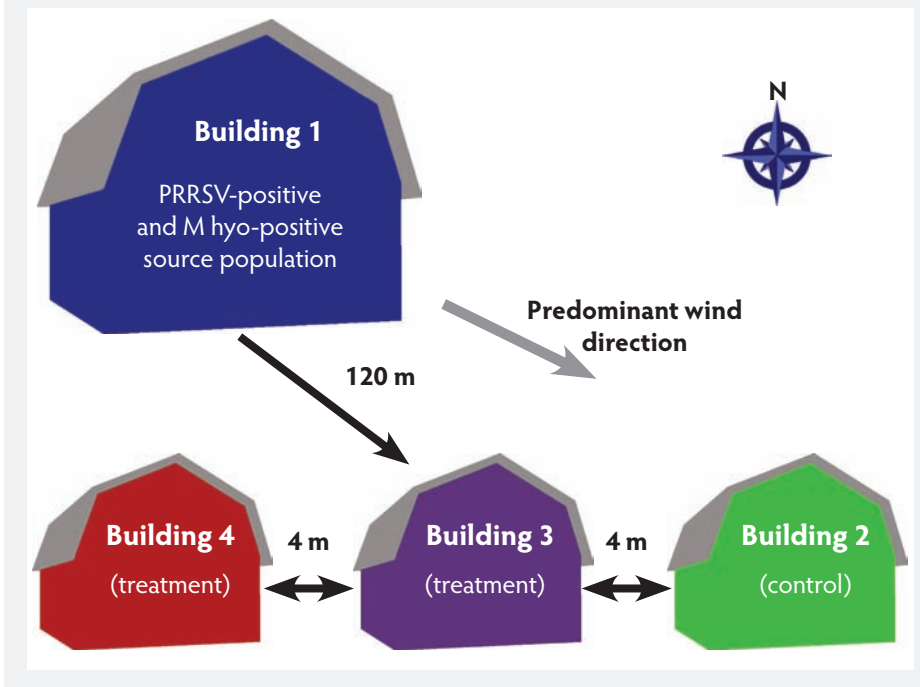 Building 1
PRRSV-positive
and M hyo-positive
source population
N
Predominant wind
direction
120 m
Building 4
(treatment)
4 m
Building 3
(treatment)
4 m
Building 2
(control)